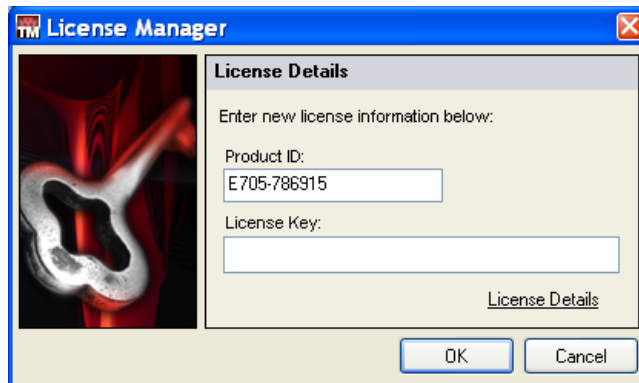 TM License Manager
License Details
Enter new license information below:
Product ID:
E705-786915
License Key:
License Details
OK Cancel